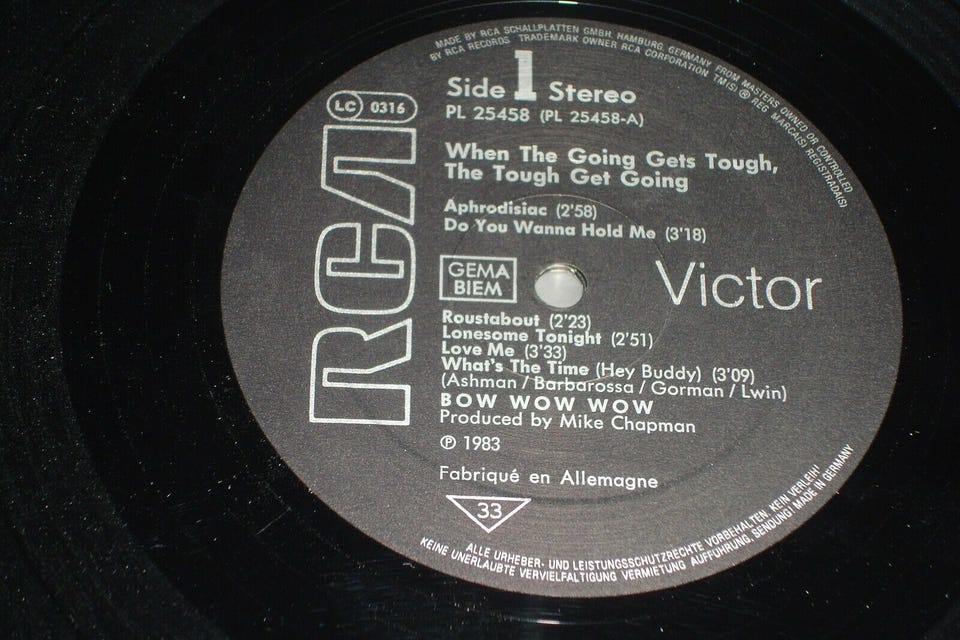 MADE BY RCA SCHALLPLATTEN GMBH, HAMBURG, GERMANY FROM MASTERS OWNED OR CONTROLLED
BY RCA RECORDS TRADEMARK OWNER RCA CORPORATION TM(S) ® REG MARCA(S) REGISTRADA(S)
LC 0316
RCA
Side 1 Stereo
PL 25458 (PL 25458-A)
When The Going Gets Tough,
The Tough Get Going
Aphrodisiac (2'58)
Do You Wanna Hold Me (3'18)
GEMA
BIEM
Victor
Roustabout (2'23)
Lonesome Tonight (2'51)
Love Me (3'33)
What's The Time (Hey Buddy) (3'09)
(Ashman / Barbarossa / Gorman / Lwin)
BOW WOW WOW
Produced by Mike Chapman
℗ 1983
Fabriqué en Allemagne
33
ALLE URHEBER- UND LEISTUNGSSCHUTZRECHTE VORBEHALTEN. KEIN VERLEIH!
KEINE UNERLAUBTE VERVIELFÄLTIGUNG, VERMIETUNG, AUFFÜHRUNG, SENDUNG! MADE IN GERMANY